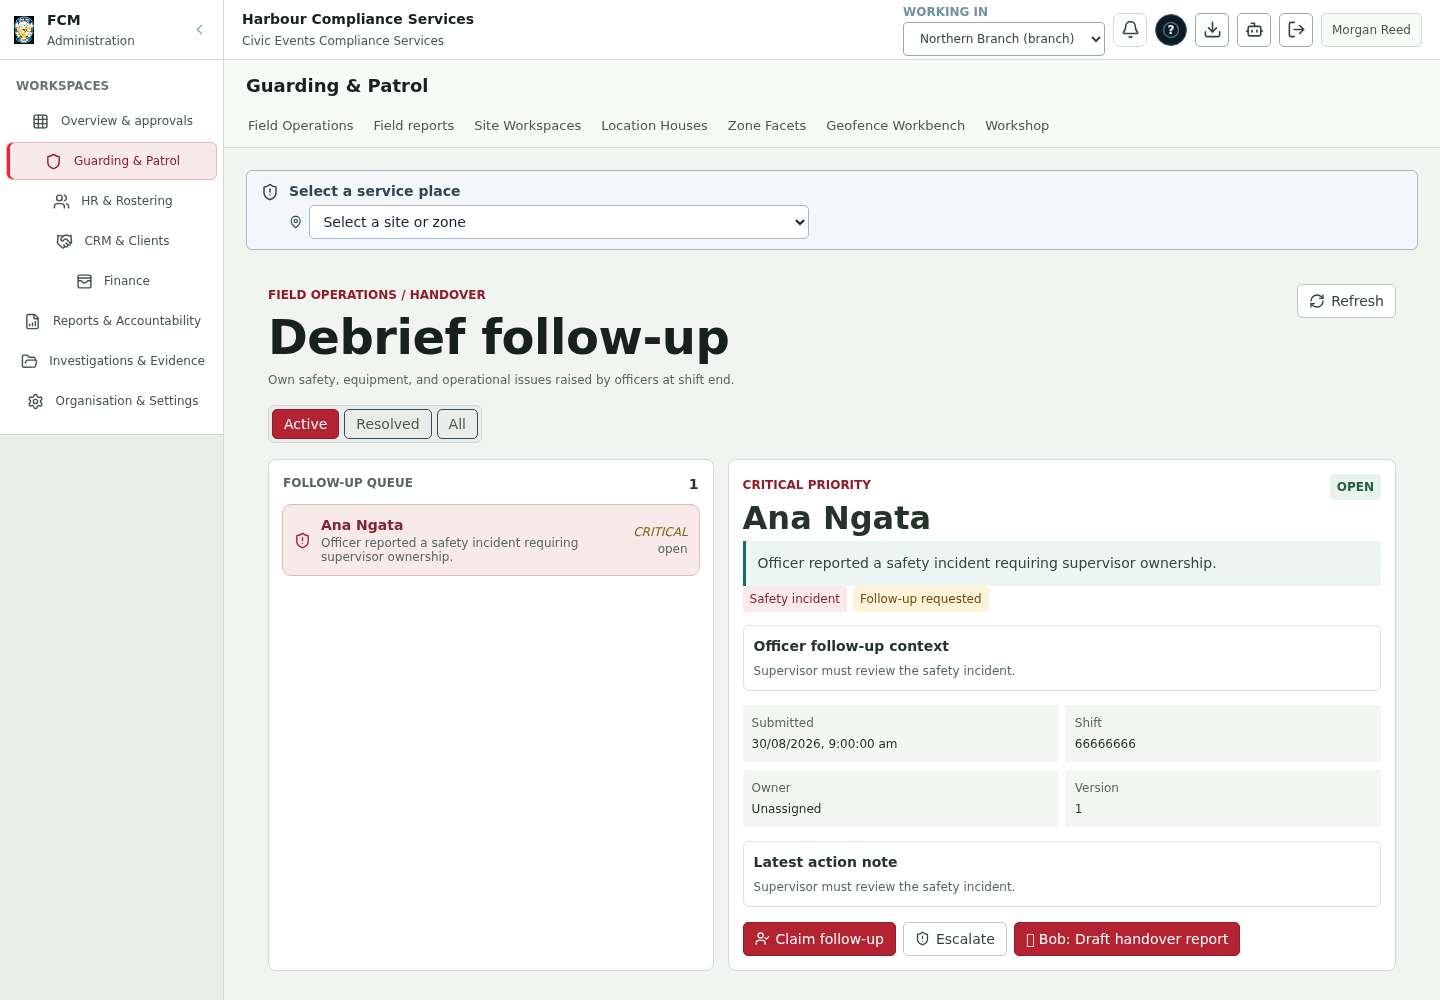 FCM
Administration
WORKSPACES
Overview & approvals
Guarding & Patrol
HR & Rostering
CRM & Clients
Finance
Reports & Accountability
Investigations & Evidence
Organisation & Settings
Harbour Compliance Services
Civic Events Compliance Services
WORKING IN
Northern Branch (branch)
?
Morgan Reed
Guarding & Patrol
Field Operations Field reports Site Workspaces Location Houses Zone Facets Geofence Workbench Workshop
Select a service place
Select a site or zone
FIELD OPERATIONS / HANDOVER
Refresh
Debrief follow-up
Own safety, equipment, and operational issues raised by officers at shift end.
Active Resolved All
FOLLOW-UP QUEUE 1
Ana Ngata
Officer reported a safety incident requiring
supervisor ownership.
CRITICAL
open
CRITICAL PRIORITY OPEN
Ana Ngata
Officer reported a safety incident requiring supervisor ownership.
Safety incident Follow-up requested
Officer follow-up context
Supervisor must review the safety incident.
Submitted
30/08/2026, 9:00:00 am
Shift
66666666
Owner
Unassigned
Version
1
Latest action note
Supervisor must review the safety incident.
Claim follow-up Escalate Bob: Draft handover report